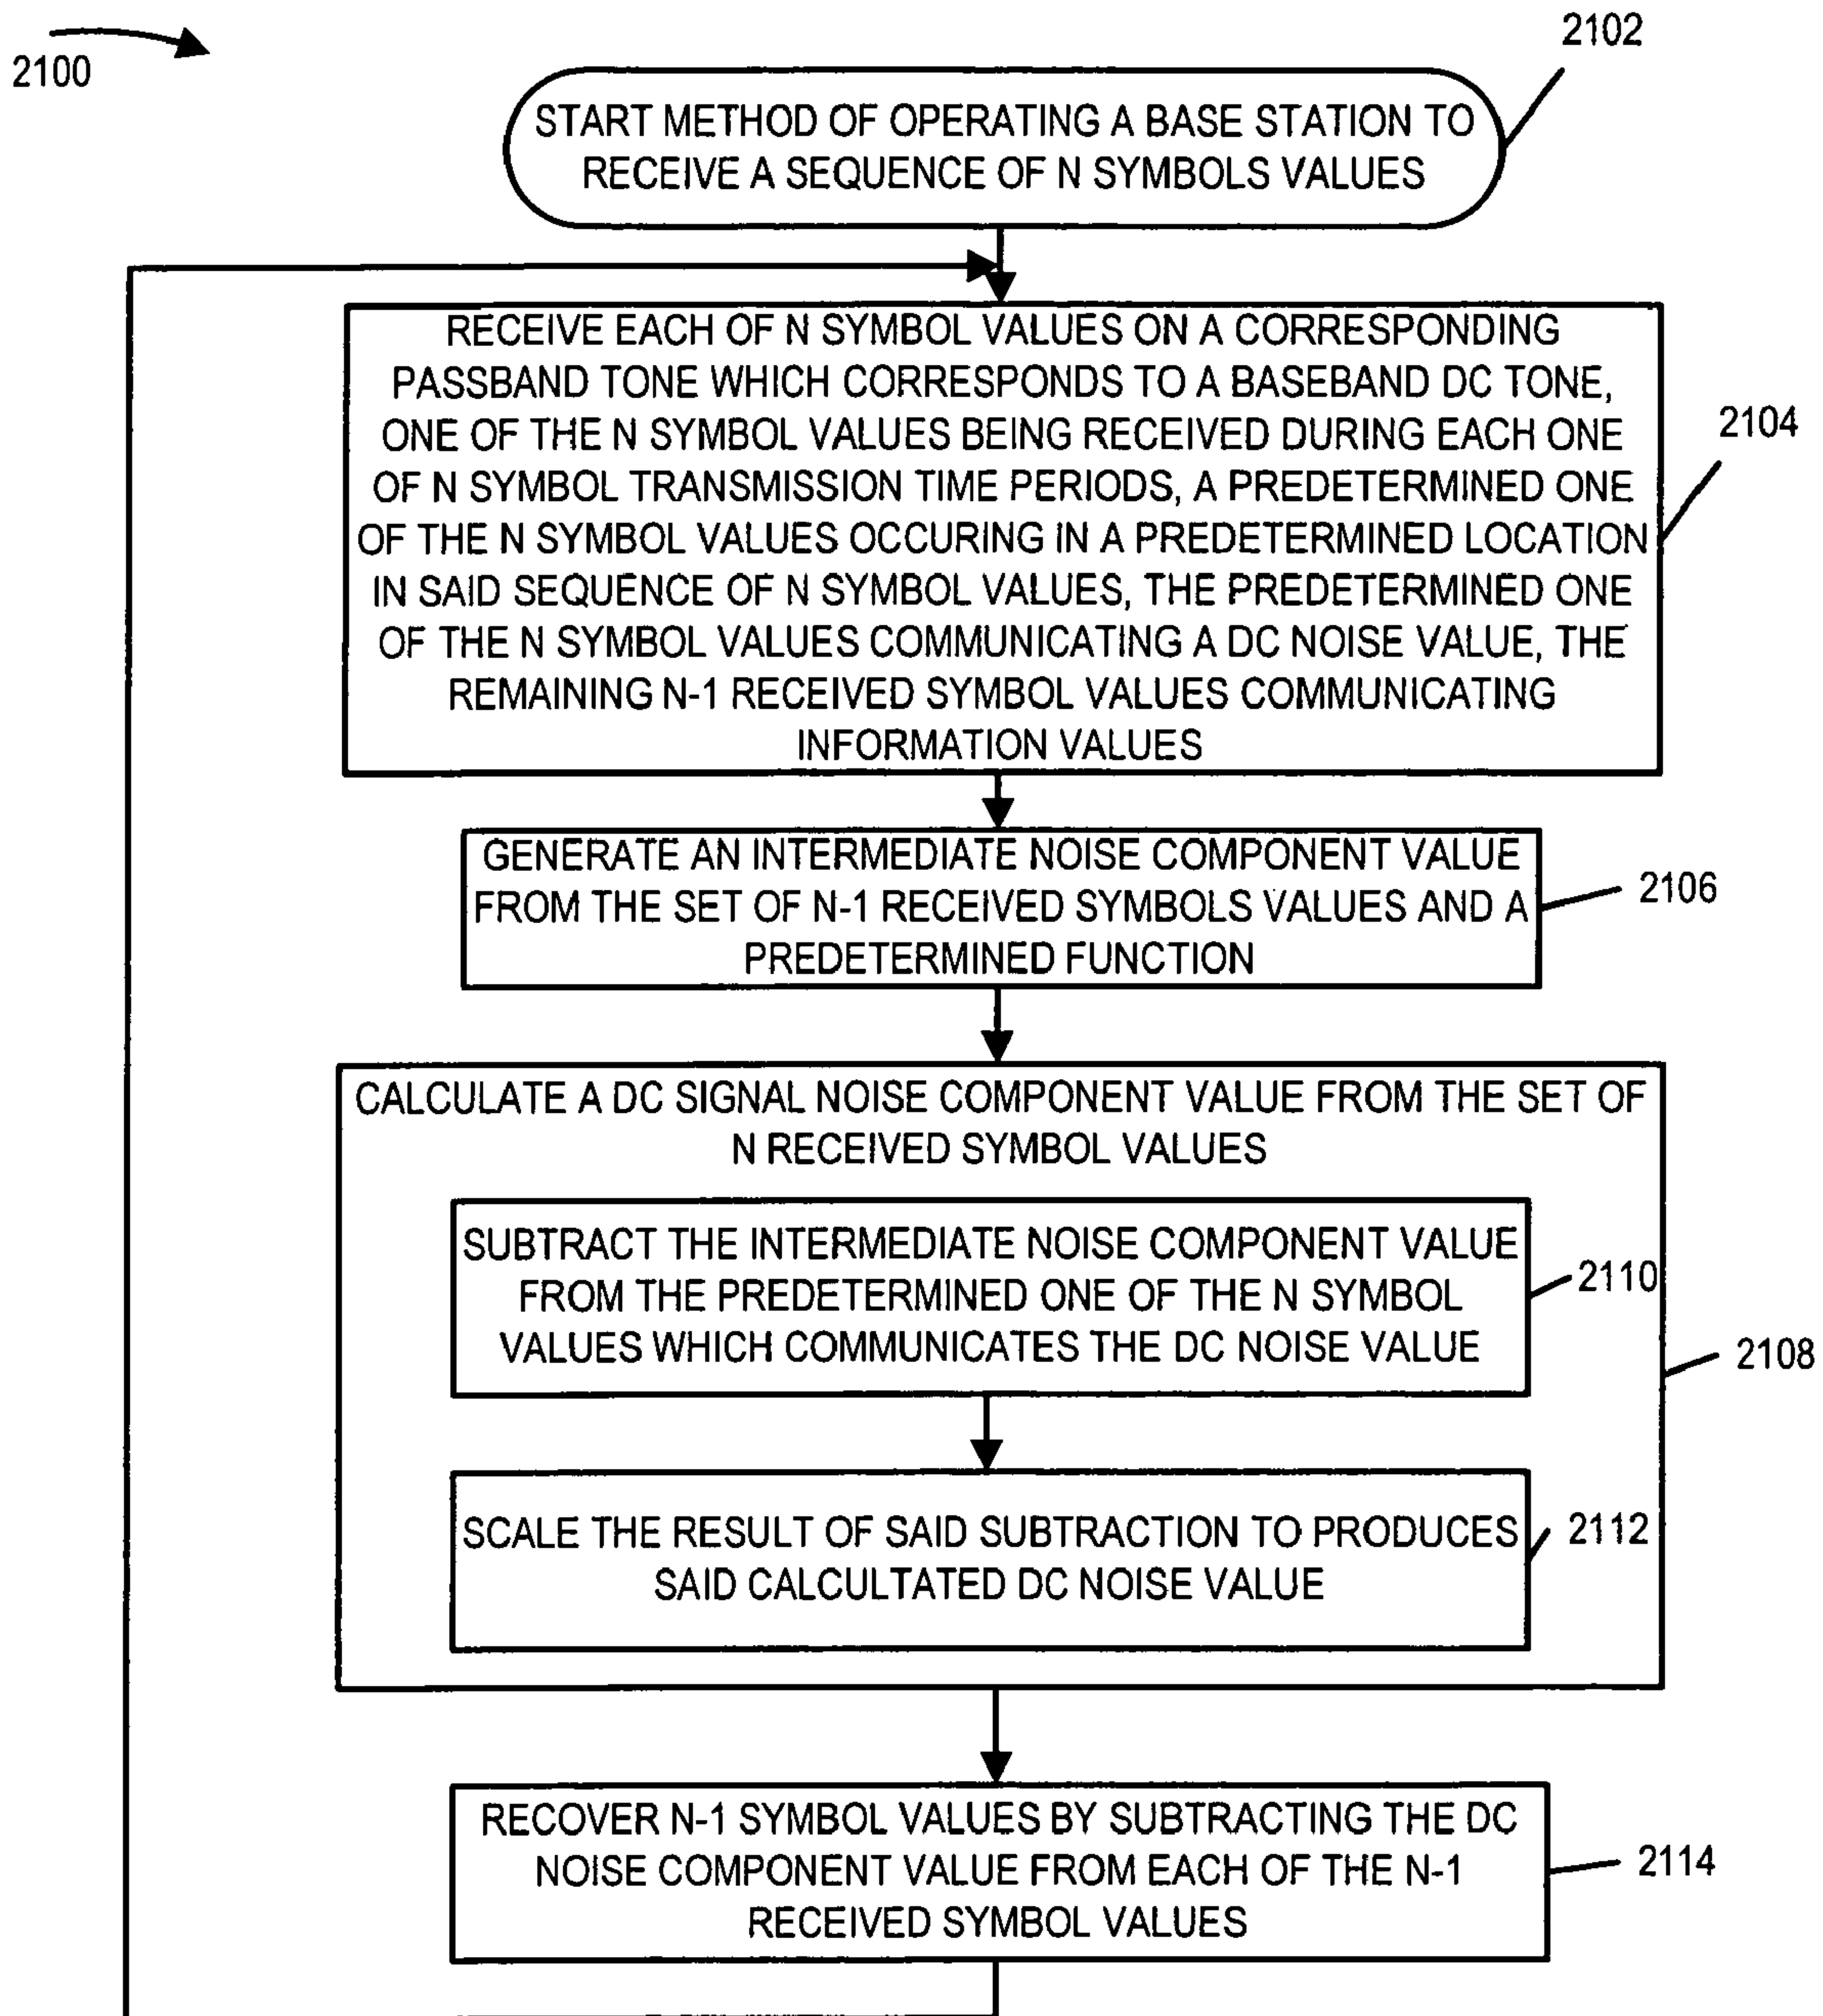 2100
2102
START METHOD OF OPERATING A BASE STATION TO
RECEIVE A SEQUENCE OF N SYMBOLS VALUES
RECEIVE EACH OF N SYMBOL VALUES ON A CORRESPONDING
PASSBAND TONE WHICH CORRESPONDS TO A BASEBAND DC TONE,
ONE OF THE N SYMBOL VALUES BEING RECEIVED DURING EACH ONE
OF N SYMBOL TRANSMISSION TIME PERIODS, A PREDETERMINED ONE
OF THE N SYMBOL VALUES OCCURING IN A PREDETERMINED LOCATION
IN SAID SEQUENCE OF N SYMBOL VALUES, THE PREDETERMINED ONE
OF THE N SYMBOL VALUES COMMUNICATING A DC NOISE VALUE, THE
REMAINING N-1 RECEIVED SYMBOL VALUES COMMUNICATING
INFORMATION VALUES
2104
GENERATE AN INTERMEDIATE NOISE COMPONENT VALUE
FROM THE SET OF N-1 RECEIVED SYMBOLS VALUES AND A
PREDETERMINED FUNCTION
2106
CALCULATE A DC SIGNAL NOISE COMPONENT VALUE FROM THE SET OF
N RECEIVED SYMBOL VALUES
SUBTRACT THE INTERMEDIATE NOISE COMPONENT VALUE
FROM THE PREDETERMINED ONE OF THE N SYMBOL
VALUES WHICH COMMUNICATES THE DC NOISE VALUE
2110
2108
SCALE THE RESULT OF SAID SUBTRACTION TO PRODUCES
SAID CALCULTATED DC NOISE VALUE
2112
RECOVER N-1 SYMBOL VALUES BY SUBTRACTING THE DC
NOISE COMPONENT VALUE FROM EACH OF THE N-1
RECEIVED SYMBOL VALUES
2114